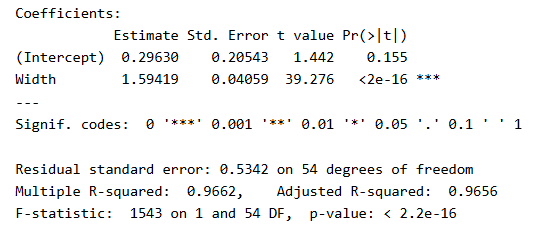 Coefficients:
            Estimate Std. Error t value Pr(>|t|)
(Intercept)  0.29630    0.20543   1.442    0.155
Width        1.59419    0.04059  39.276   <2e-16 ***
---
Signif. codes:  0 '***' 0.001 '**' 0.01 '*' 0.05 '.' 0.1 ' ' 1

Residual standard error: 0.5342 on 54 degrees of freedom
Multiple R-squared:  0.9662,    Adjusted R-squared:  0.9656
F-statistic:  1543 on 1 and 54 DF,  p-value: < 2.2e-16